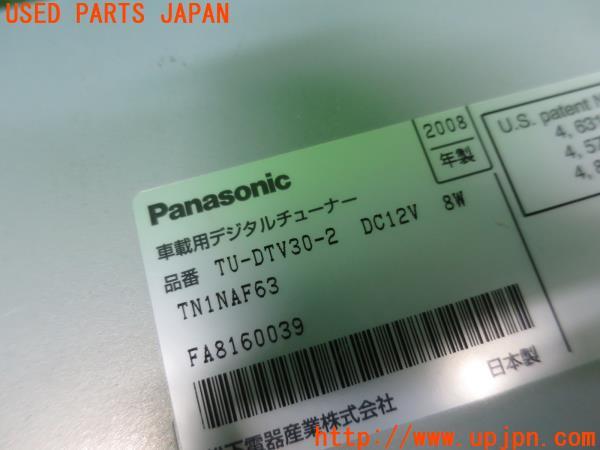 USED PARTS JAPAN
2008
年製
U.S. patent N
4, 631
4, 57
4, 8
Panasonic
車載用デジタルチューナー
品番 TU-DTV30-2 DC12V 8W
TN1NAF63
FA8160039
下電器産業株式会社
日本製
http://www.upjpn.com